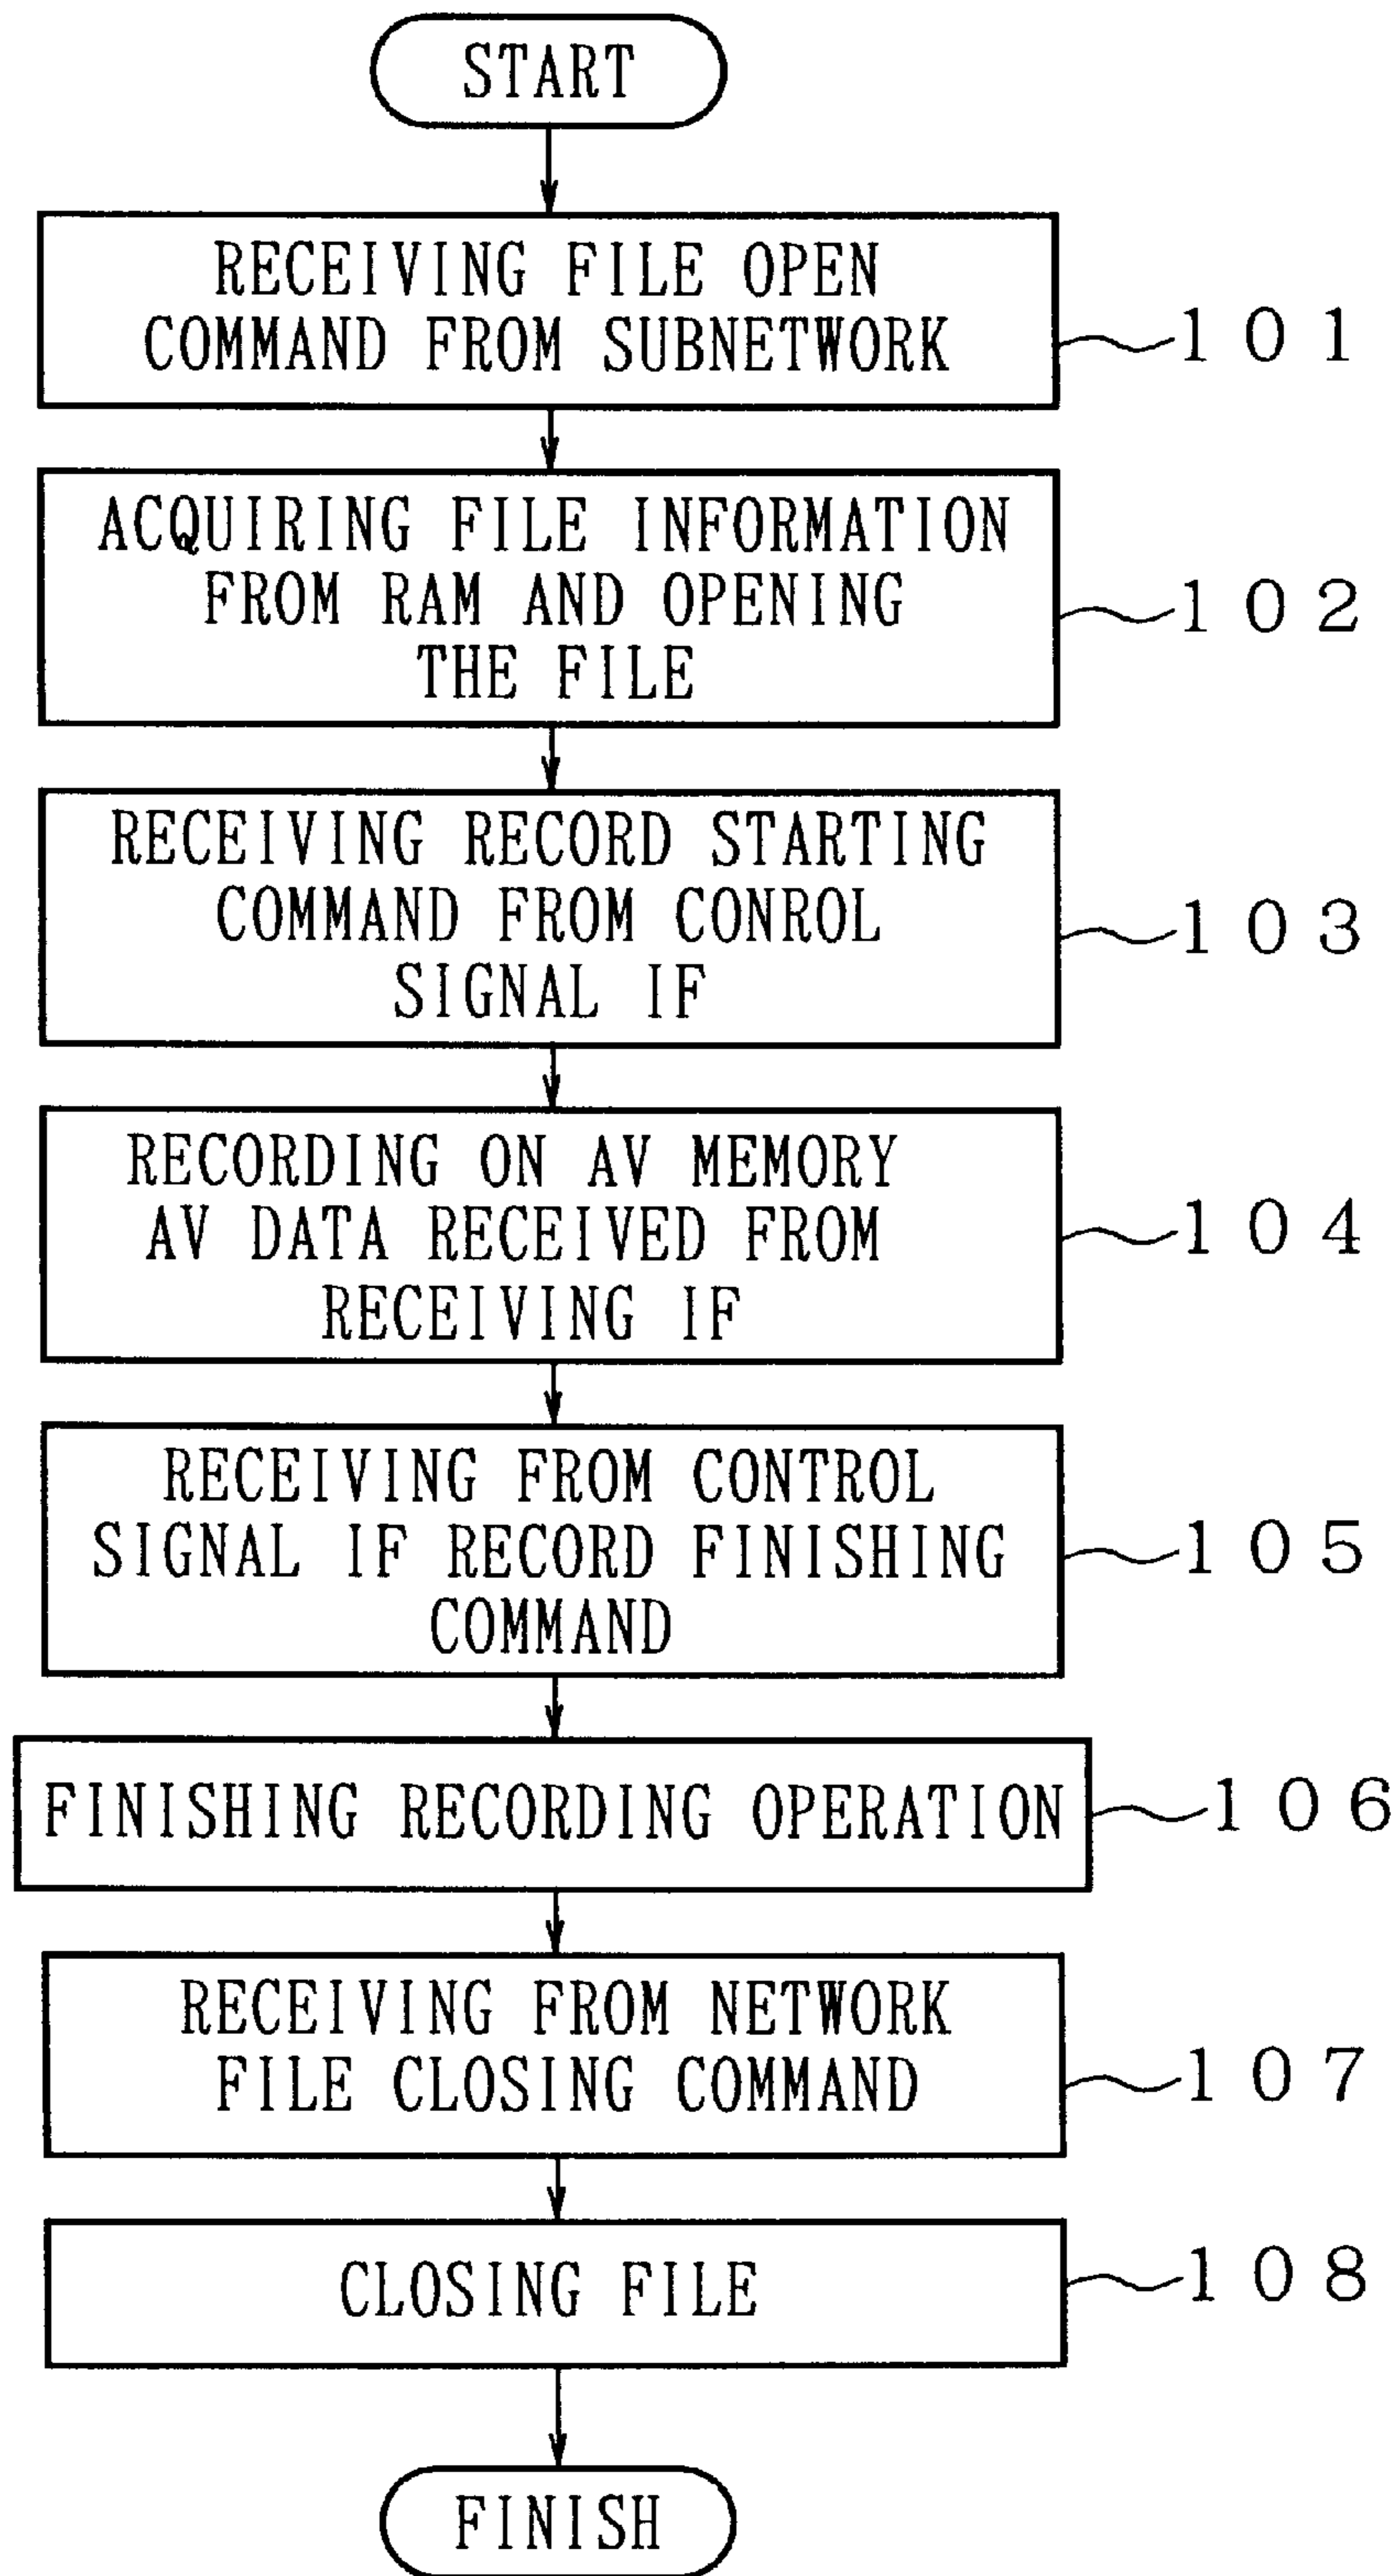 START
RECEIVING FILE OPEN
COMMAND FROM SUBNETWORK
101
ACQUIRING FILE INFORMATION
FROM RAM AND OPENING
THE FILE
102
RECEIVING RECORD STARTING
COMMAND FROM CONROL
SIGNAL IF
103
RECORDING ON AV MEMORY
AV DATA RECEIVED FROM
RECEIVING IF
104
RECEIVING FROM CONTROL
SIGNAL IF RECORD FINISHING
COMMAND
105
FINISHING RECORDING OPERATION
106
RECEIVING FROM NETWORK
FILE CLOSING COMMAND
107
CLOSING FILE
108
FINISH